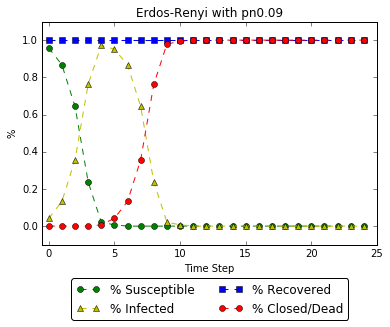 Erdos-Renyi with pn0.09
1.0
0.8
0.6
0.4
0.2
0.0
%
0 5 10 15 20 25
Time Step
% Susceptible % Recovered
% Infected % Closed/Dead